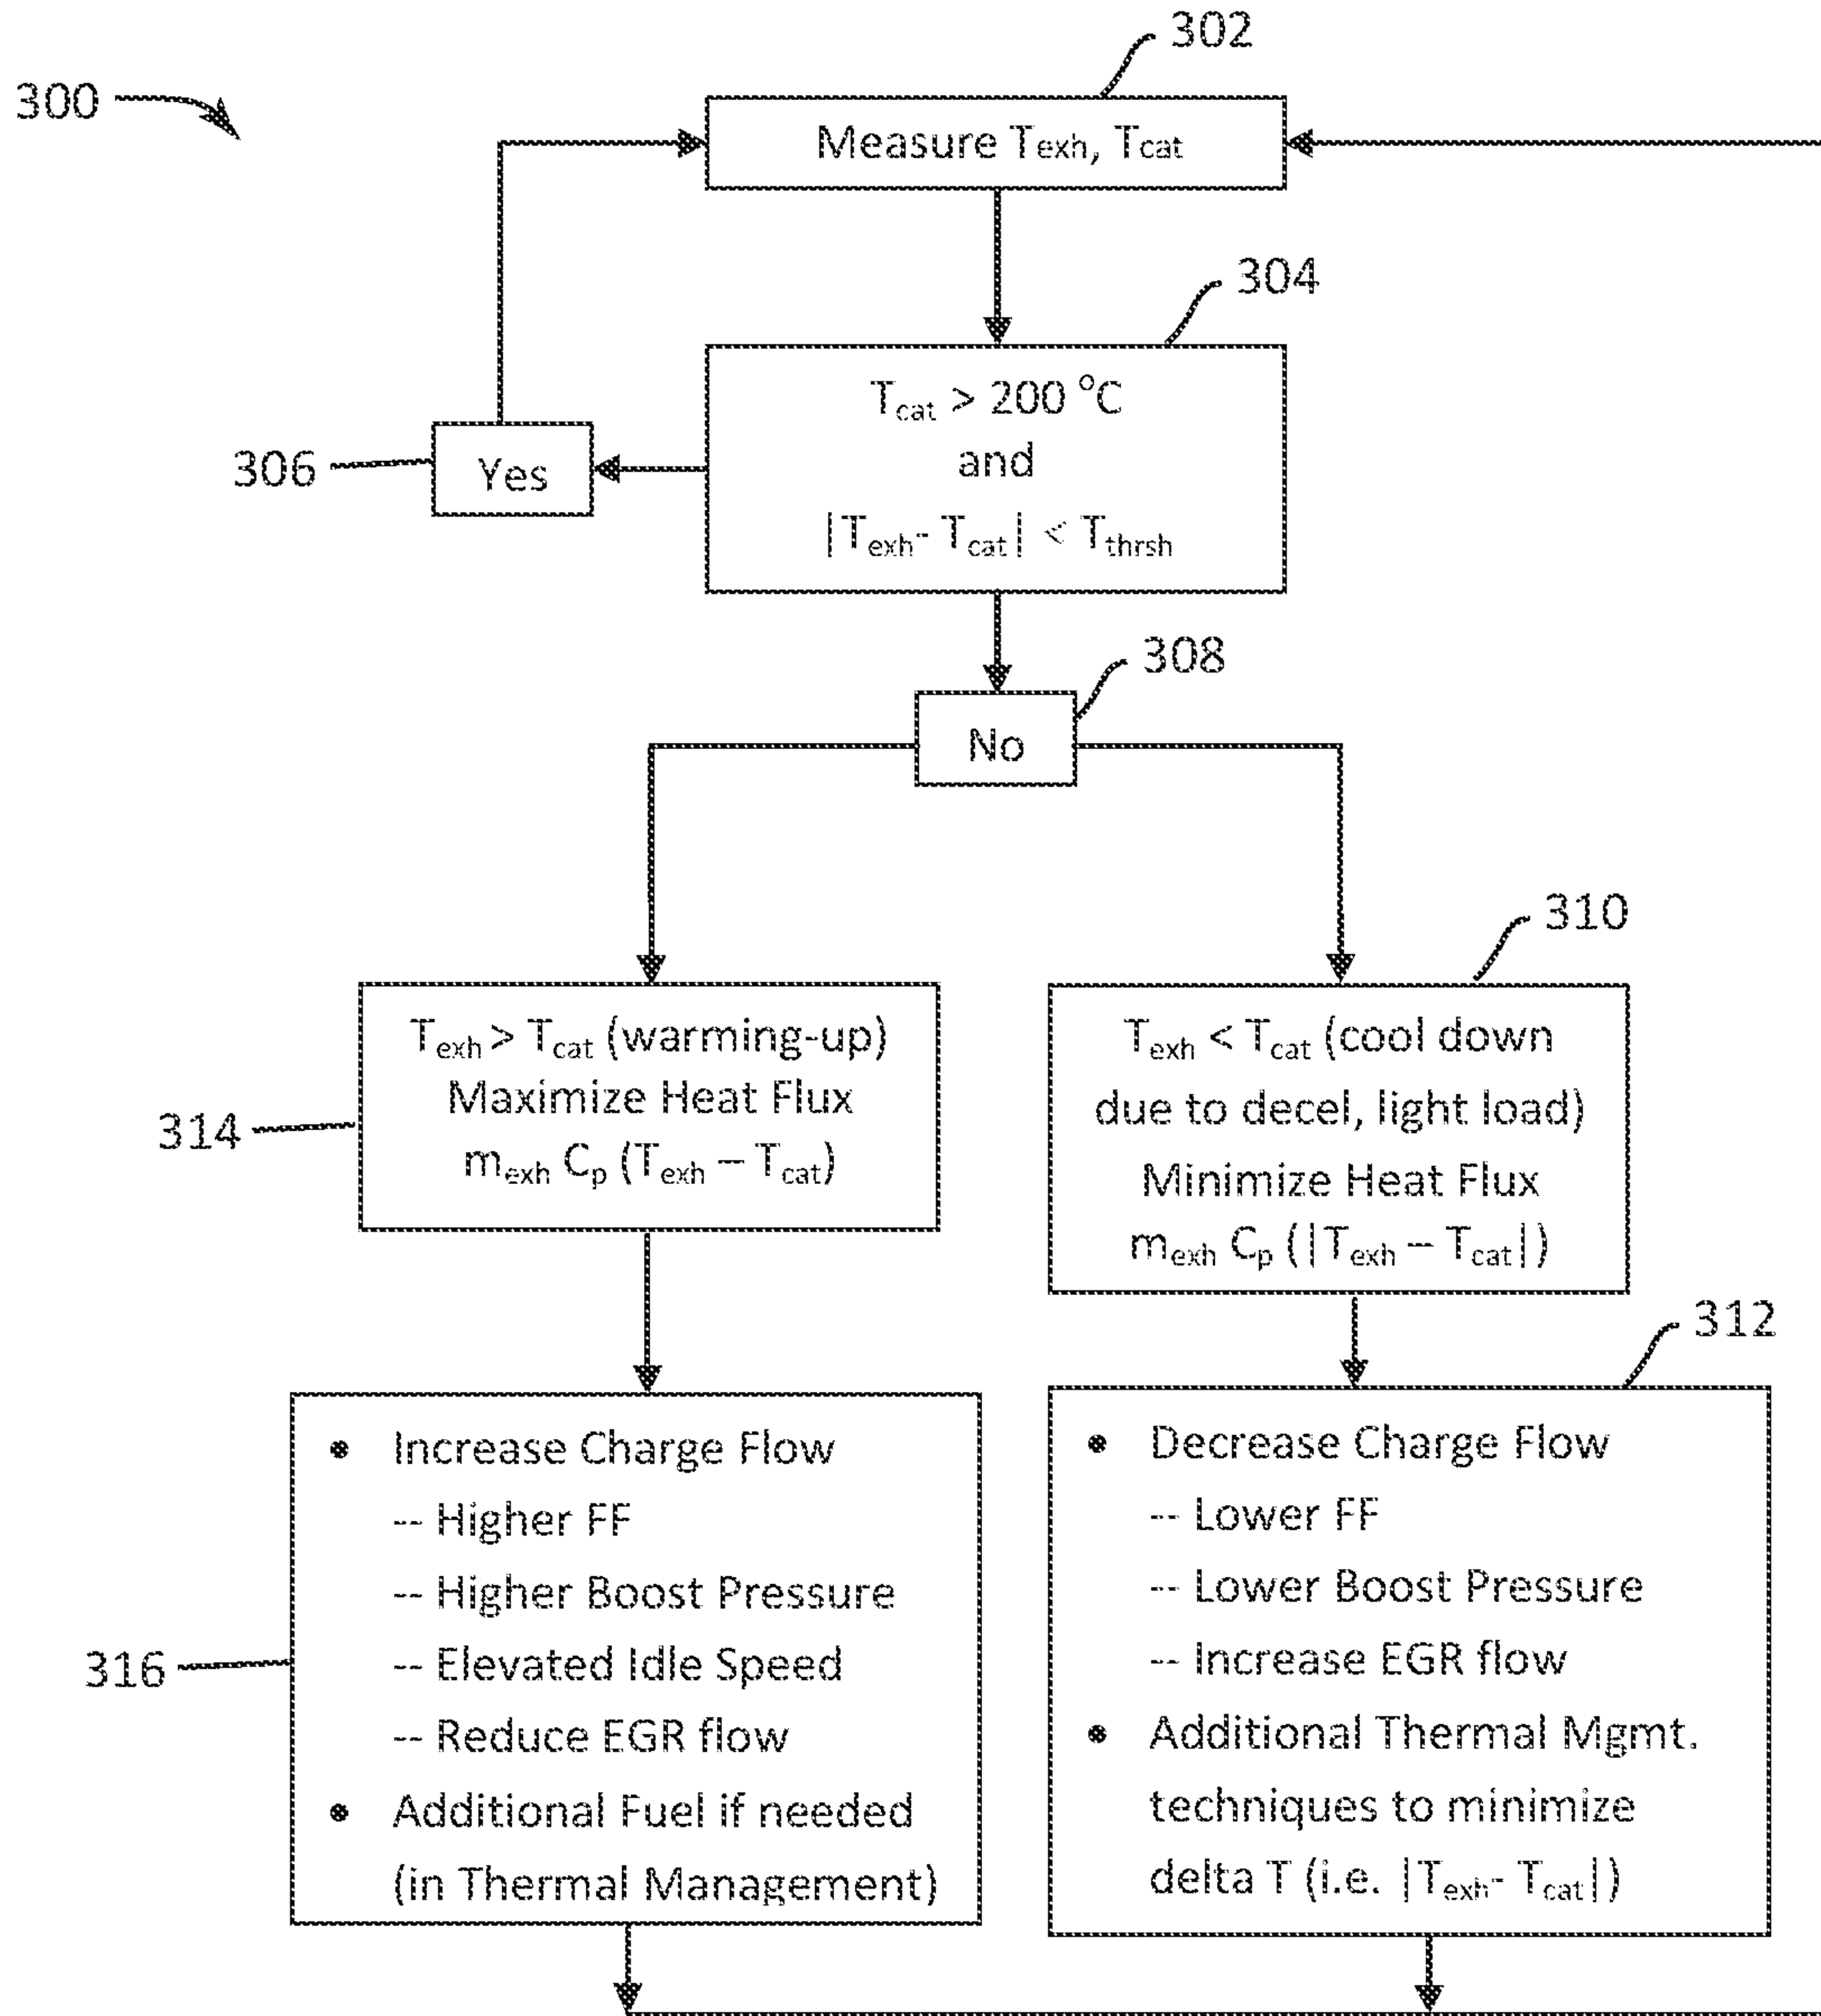 302
300
Measure Texh, Tcat
304
Tcat > 200 °C
and
|Texh- Tcat| < Tthrsh
306
Yes
308
No
310
Texh > Tcat (warming-up)
Maximize Heat Flux
mexh Cp (Texh – Tcat)
314
Texh < Tcat (cool down
due to decel, light load)
Minimize Heat Flux
mexh Cp (|Texh – Tcat|)
312
• Increase Charge Flow
-- Higher FF
-- Higher Boost Pressure
-- Elevated Idle Speed
-- Reduce EGR flow
• Additional Fuel if needed
(in Thermal Management)
316
• Decrease Charge Flow
-- Lower FF
-- Lower Boost Pressure
-- Increase EGR flow
• Additional Thermal Mgmt.
techniques to minimize
delta T (i.e. |Texh- Tcat|)